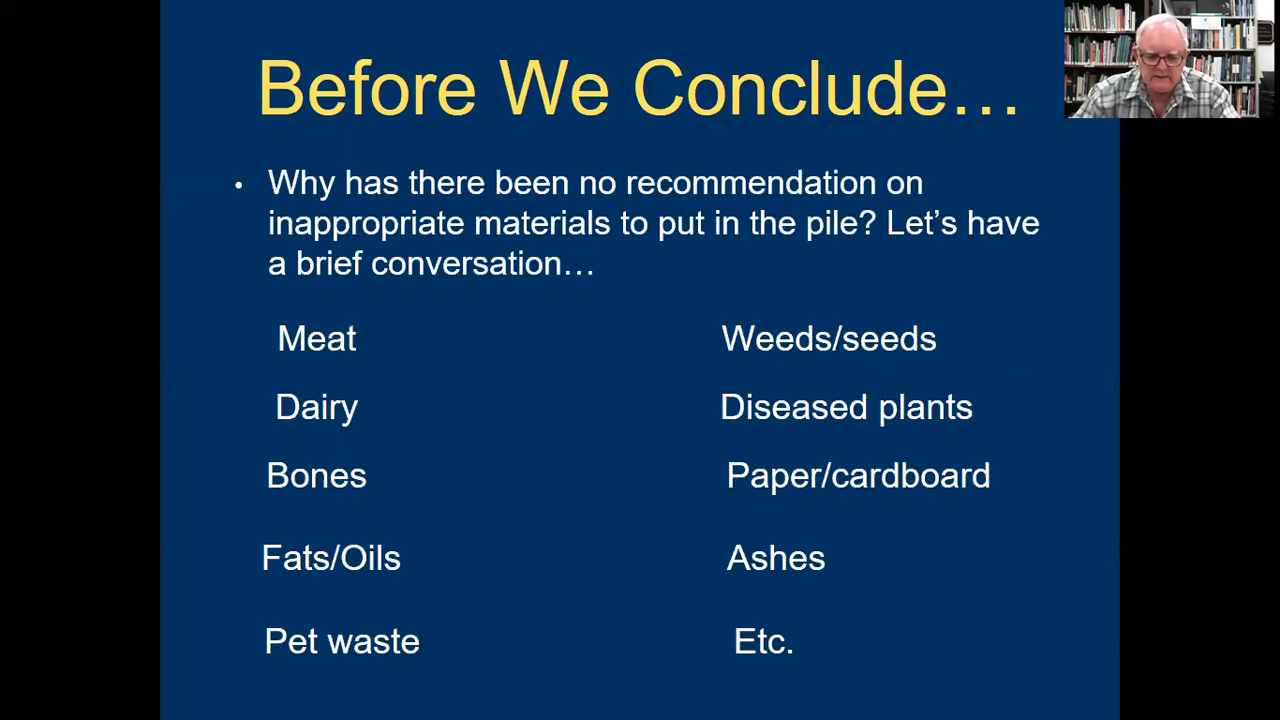 Before We Conclude…
• Why has there been no recommendation on
inappropriate materials to put in the pile? Let’s have
a brief conversation…
Meat
Weeds/seeds
Dairy
Diseased plants
Bones
Paper/cardboard
Fats/Oils
Ashes
Pet waste
Etc.